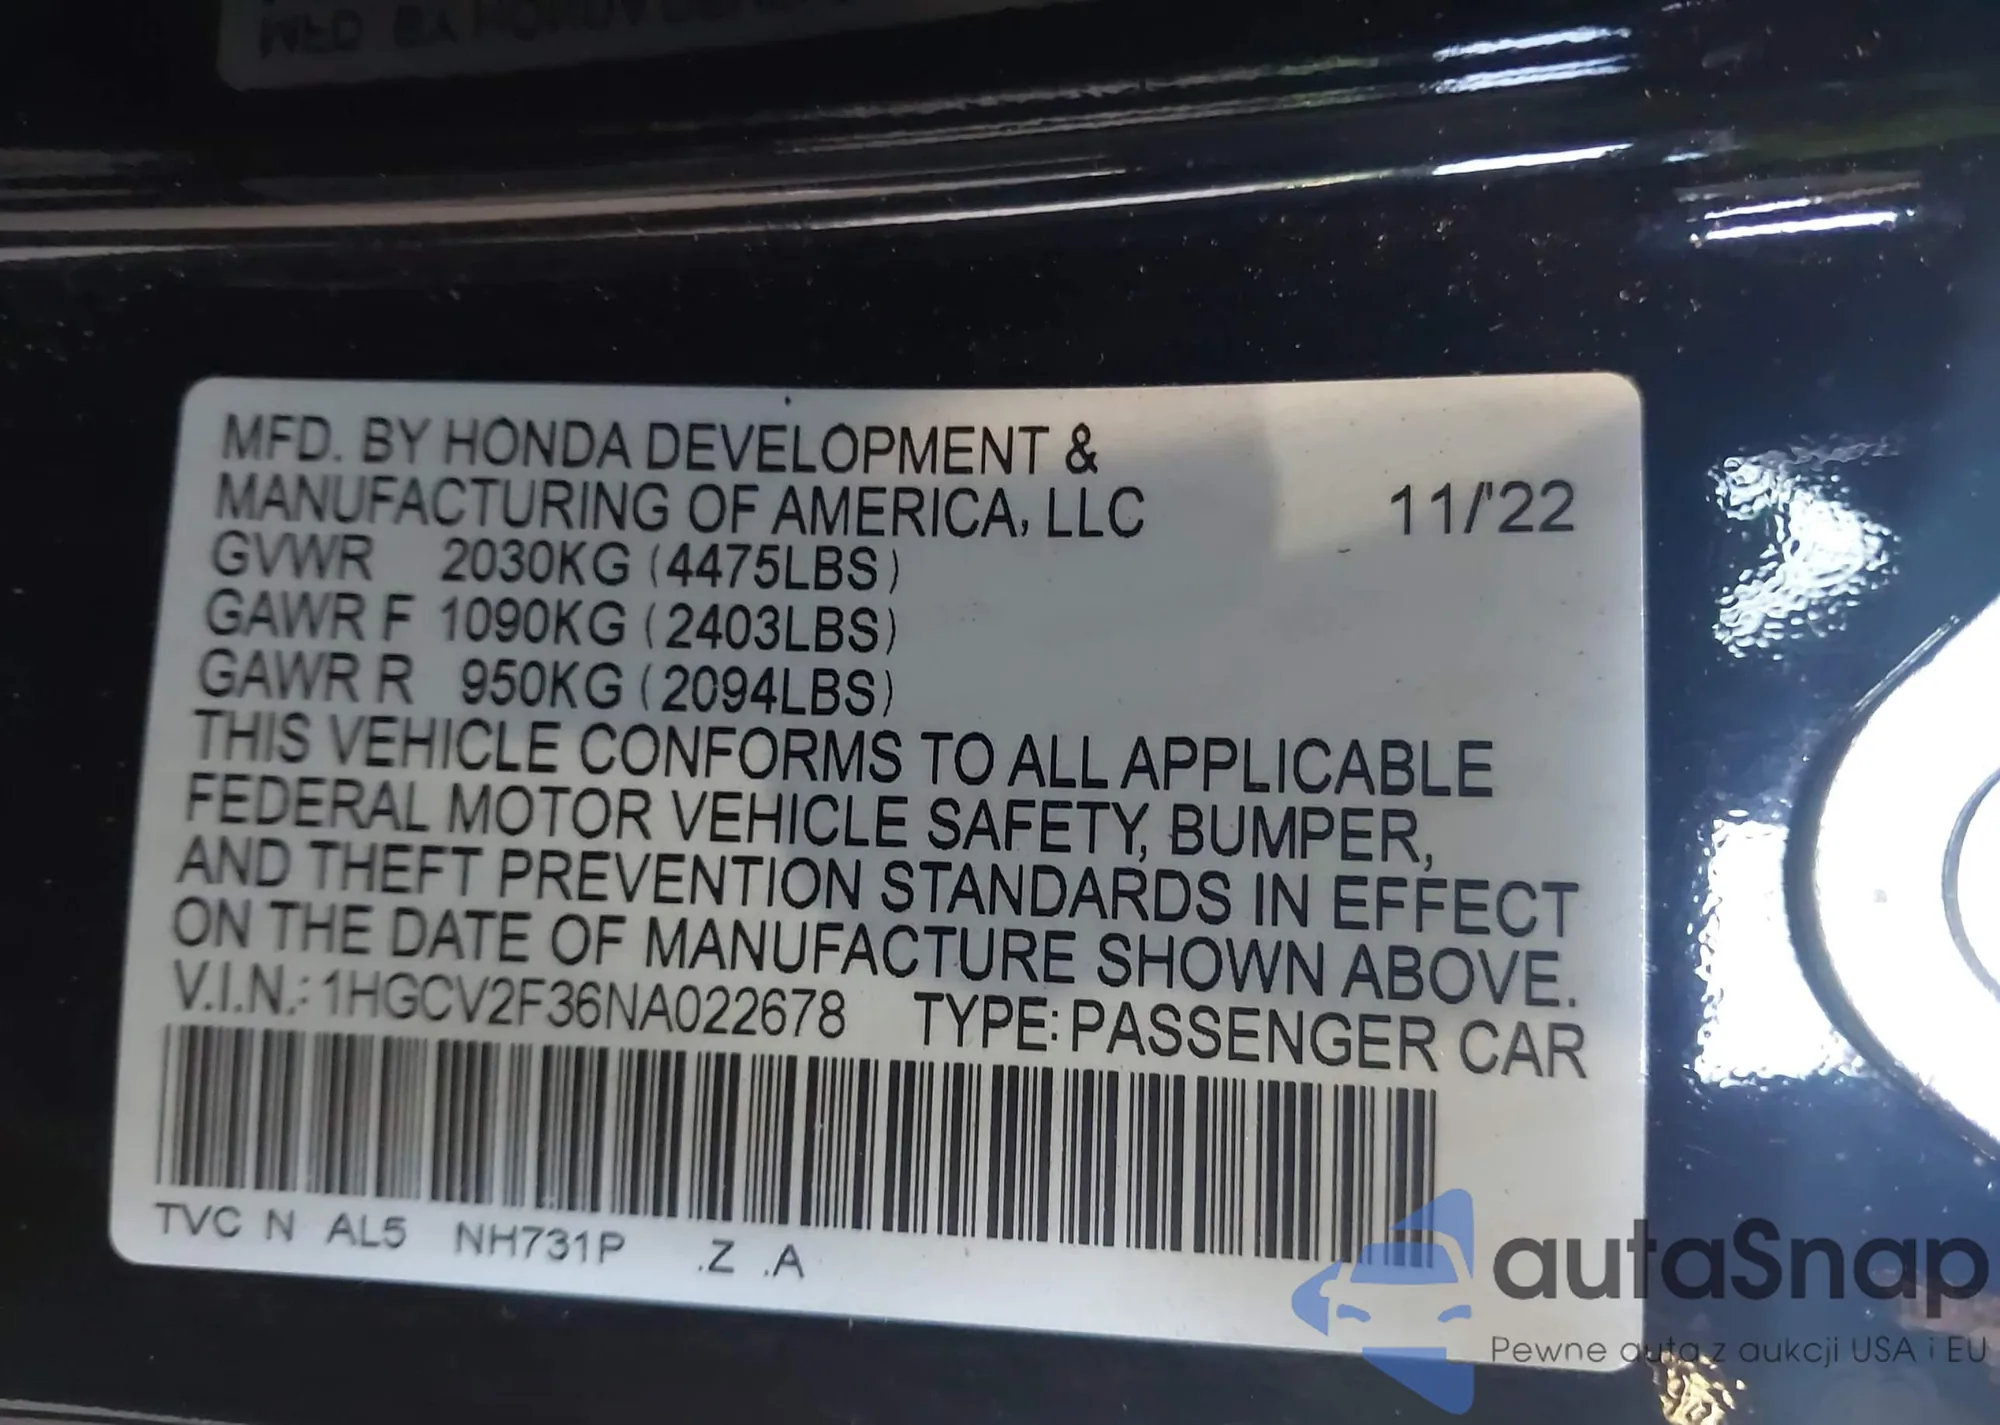 MFD. BY HONDA DEVELOPMENT &
MANUFACTURING OF AMERICA, LLC 11/'22
GVWR 2030KG (4475LBS)
GAWR F 1090KG (2403LBS)
GAWR R 950KG (2094LBS)
THIS VEHICLE CONFORMS TO ALL APPLICABLE
FEDERAL MOTOR VEHICLE SAFETY, BUMPER,
AND THEFT PREVENTION STANDARDS IN EFFECT
ON THE DATE OF MANUFACTURE SHOWN ABOVE.
V.I.N.: 1HGCV2F36NA022678 TYPE: PASSENGER CAR
TVC N AL5 NH731P .Z .A
autaSnap
Pewne auta z aukcji USA i EU